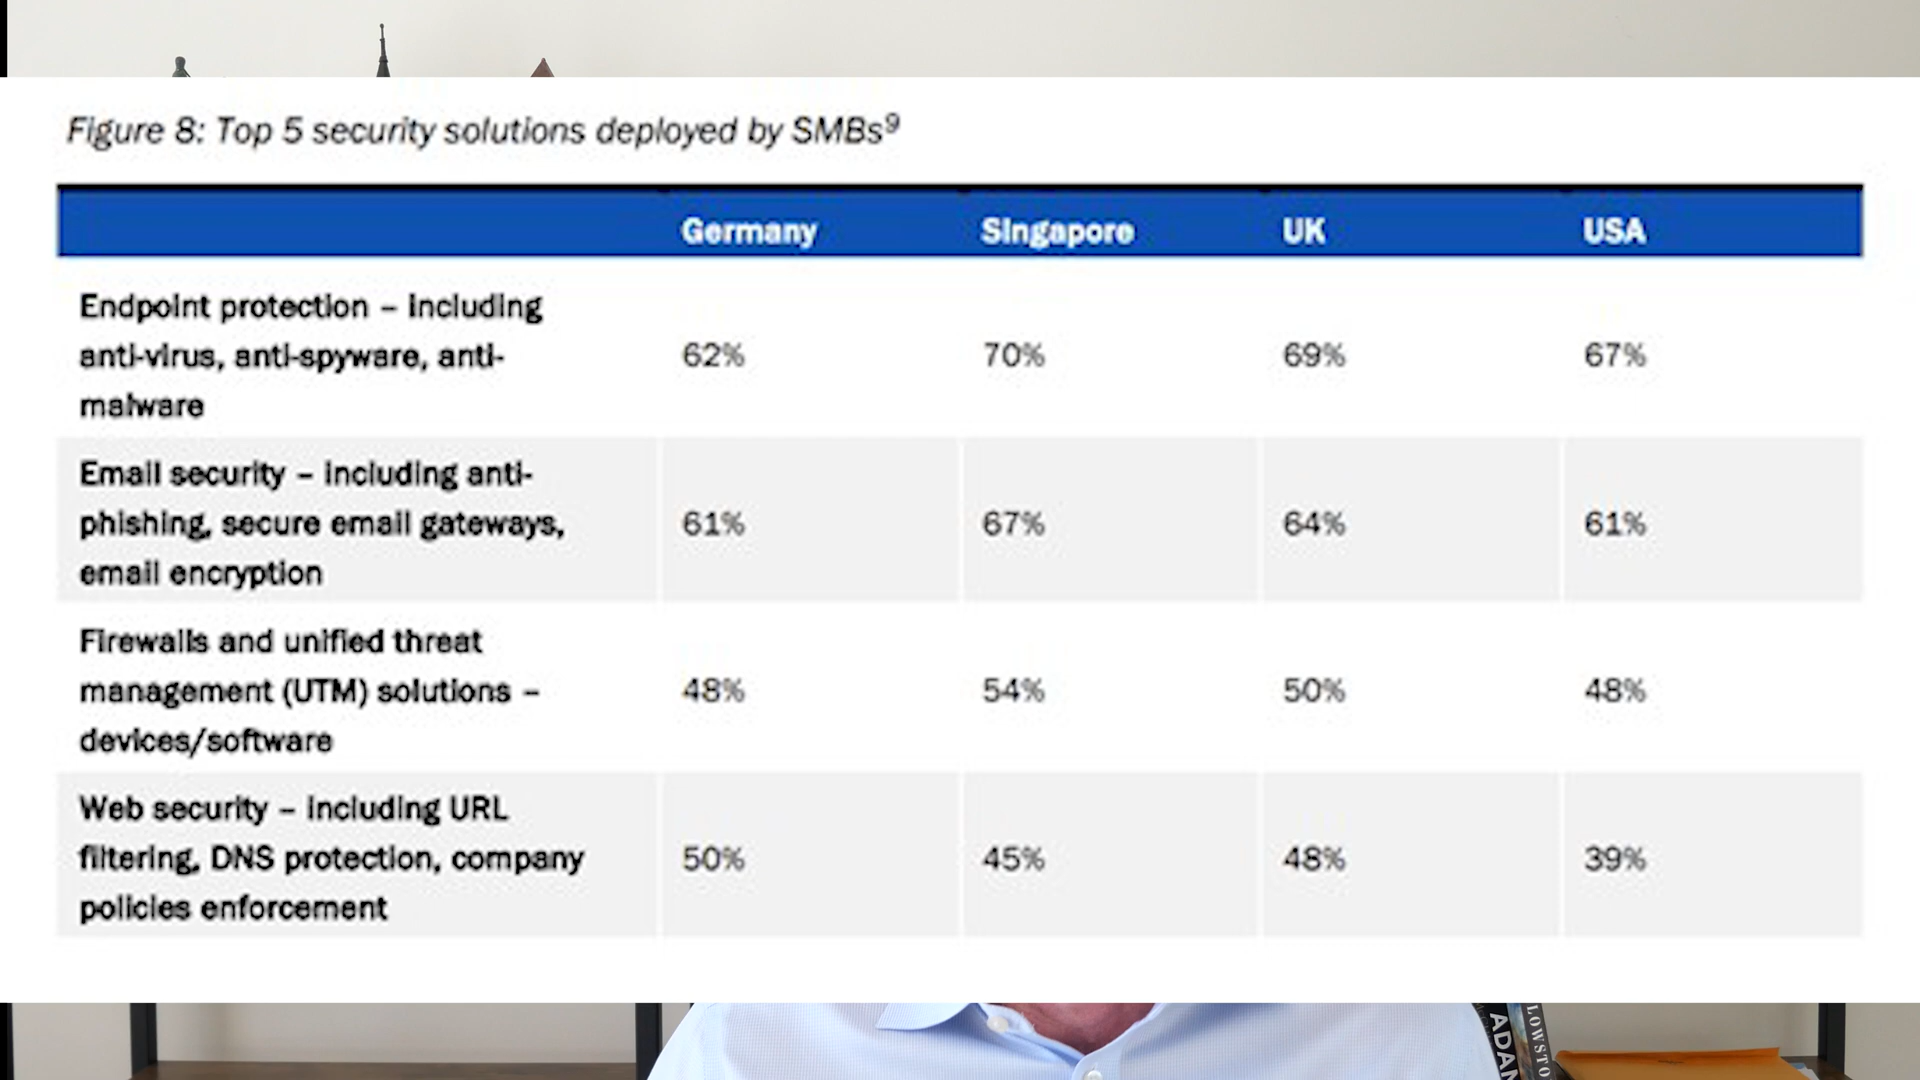 Figure 8: Top 5 security solutions deployed by SMBs⁹
Germany Singapore UK USA
Endpoint protection – including
anti-virus, anti-spyware, anti-
malware
62% 70% 69% 67%
Email security – including anti-
phishing, secure email gateways,
email encryption
61% 67% 64% 61%
Firewalls and unified threat
management (UTM) solutions –
devices/software
48% 54% 50% 48%
Web security – including URL
filtering, DNS protection, company
policies enforcement
50% 45% 48% 39%
ADAM
LOWSTO